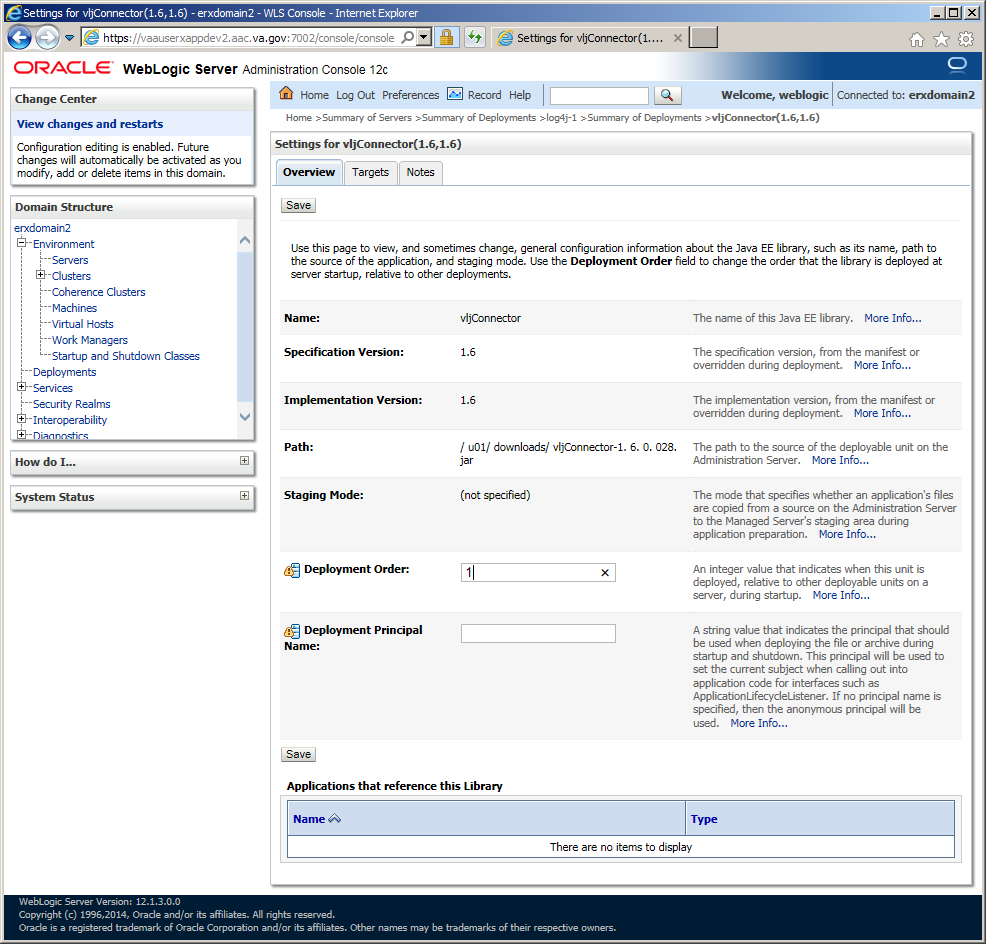 Settings for vljConnector(1.6,1.6) - erxdomain2 - WLS Console - Internet Explorer
https://vaauserxappdev2.aac.va.gov:7002/console/console
Settings for vljConnector(1....
ORACLE WebLogic Server Administration Console 12c
Change Center
View changes and restarts
Configuration editing is enabled. Future
changes will automatically be activated as you
modify, add or delete items in this domain.
Domain Structure
erxdomain2
Environment
Servers
Clusters
Coherence Clusters
Machines
Virtual Hosts
Work Managers
Startup and Shutdown Classes
Deployments
Services
Security Realms
Interoperability
Diagnostics
How do I...
System Status
Home Log Out Preferences Record Help
Welcome, weblogic Connected to: erxdomain2
Home >Summary of Servers >Summary of Deployments >log4j-1 >Summary of Deployments >vljConnector(1.6,1.6)
Settings for vljConnector(1.6,1.6)
Overview Targets Notes
Save
Use this page to view, and sometimes change, general configuration information about the Java EE library, such as its name, path to
the source of the application, and staging mode. Use the Deployment Order field to change the order that the library is deployed at
server startup, relative to other deployments.
Name: vljConnector The name of this Java EE library. More Info...
Specification Version: 1.6 The specification version, from the manifest or
overridden during deployment. More Info...
Implementation Version: 1.6 The implementation version, from the manifest or
overridden during deployment. More Info...
Path: / u01/ downloads/ vljConnector-1. 6. 0. 028. The path to the source of the deployable unit on the
jar Administration Server. More Info...
Staging Mode: (not specified) The mode that specifies whether an application's files
are copied from a source on the Administration Server
to the Managed Server's staging area during
application preparation. More Info...
Deployment Order: 1 An integer value that indicates when this unit is
deployed, relative to other deployable units on a
server, during startup. More Info...
Deployment Principal A string value that indicates the principal that should
Name: be used when deploying the file or archive during
startup and shutdown. This principal will be used to
set the current subject when calling out into
application code for interfaces such as
ApplicationLifecycleListener. If no principal name is
specified, then the anonymous principal will be
used. More Info...
Save
Applications that reference this Library
Name Type
There are no items to display
WebLogic Server Version: 12.1.3.0.0
Copyright (c) 1996,2014, Oracle and/or its affiliates. All rights reserved.
Oracle is a registered trademark of Oracle Corporation and/or its affiliates. Other names may be trademarks of their respective owners.